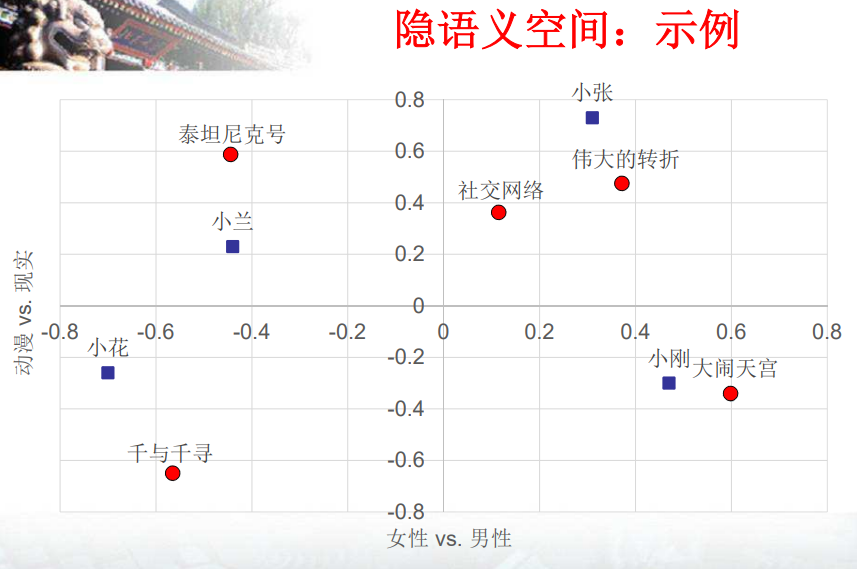 隐语义空间：示例
小张
0.8
泰坦尼克号
0.6
伟大的转折
社交网络
0.4
小兰
0.2
动漫 vs. 现实
0
-0.8 -0.6 -0.4 -0.2 0 0.2 0.4 0.6 0.8
小花
-0.2
小刚
大闹天宫
-0.4
千与千寻
-0.6
-0.8
女性 vs. 男性